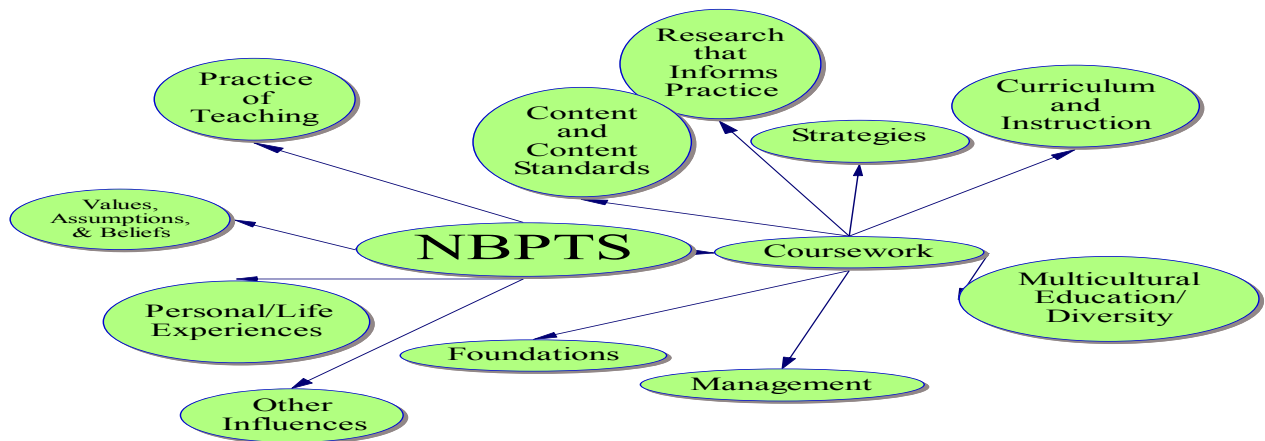 Research
that
Informs
Practice
Practice
of
Teaching
Curriculum
and
Instruction
Content
and
Content
Standards
Strategies
Values,
Assumptions,
& Beliefs
NBPTS
Coursework
Multicultural
Education/
Diversity
Personal/Life
Experiences
Foundations
Management
Other
Influences